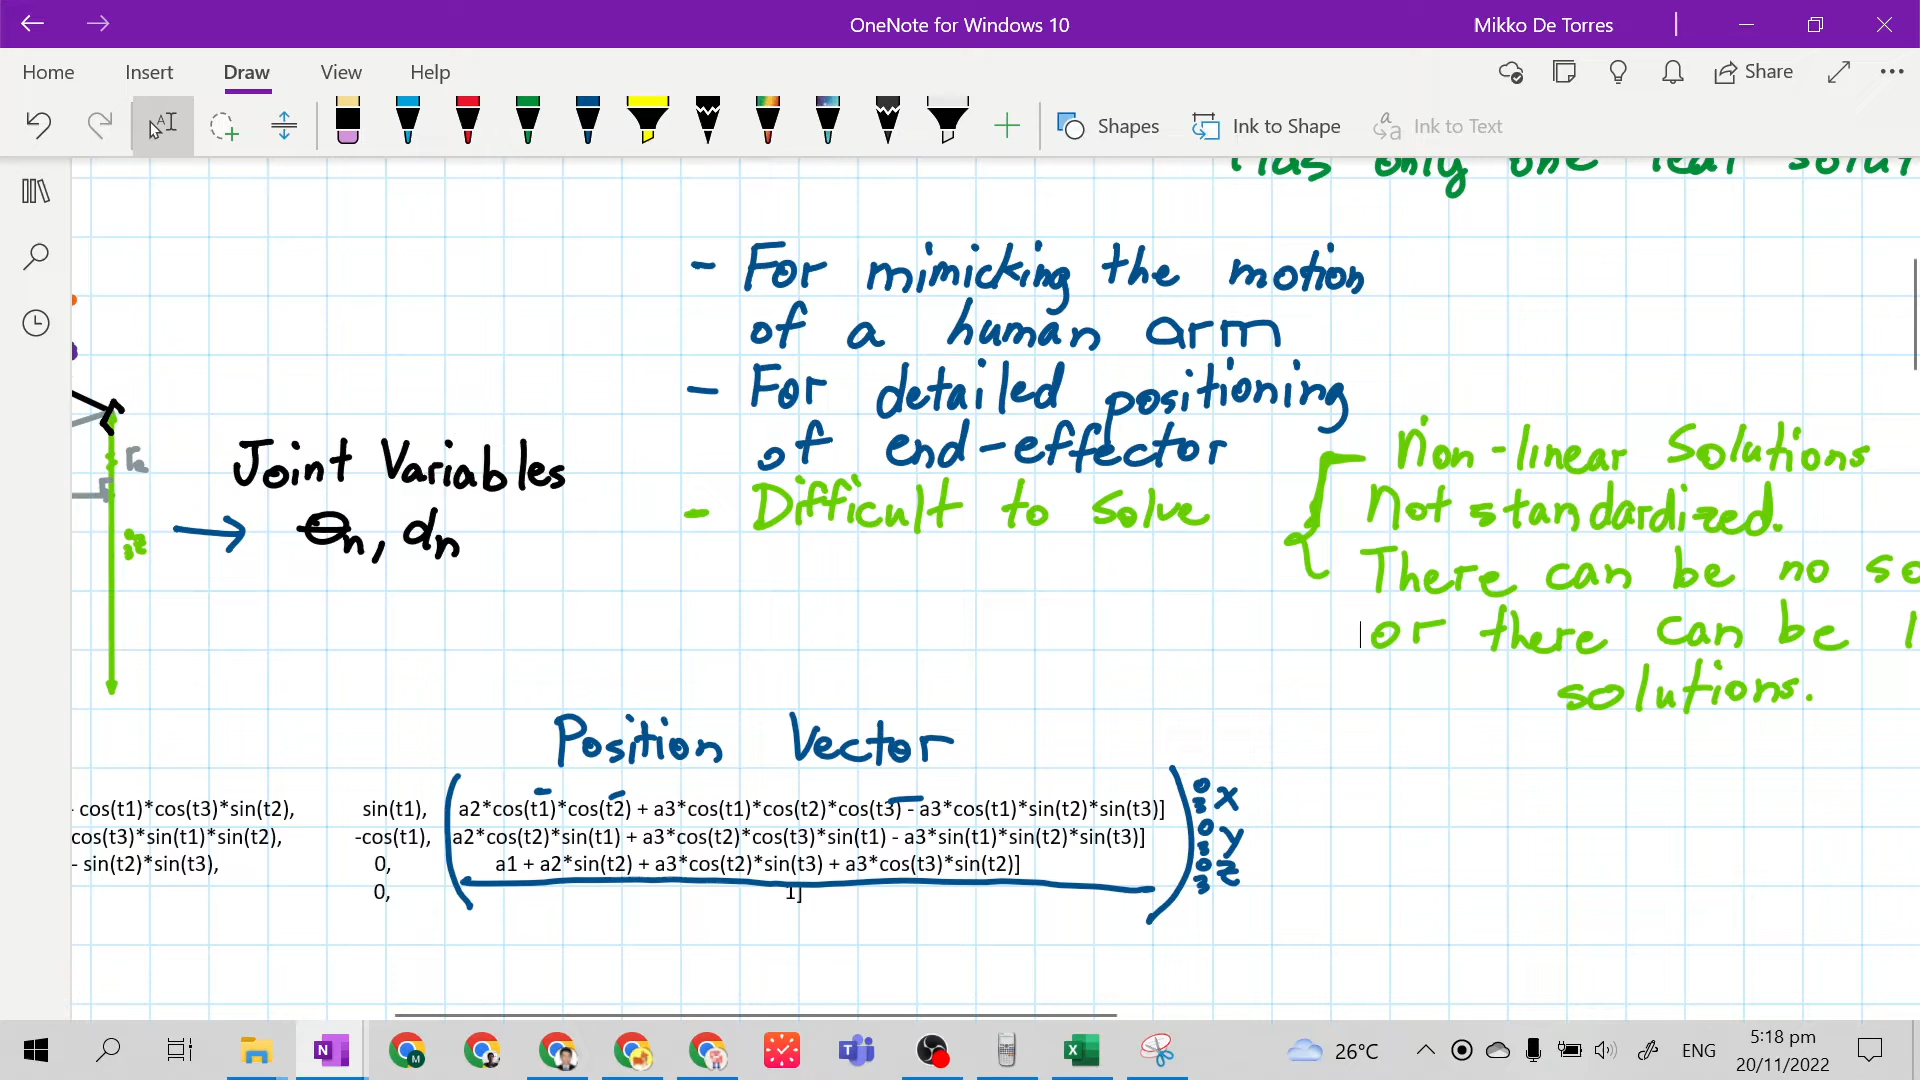 OneNote for Windows 10
Mikko De Torres
Home Insert Draw View Help
Share
Shapes
Ink to Shape
Ink to Text
Has only one real
- For mimicking the motion
of a human arm
- For detailed positioning
of end-effector
- Difficult to solve
Non-linear Solutions
Not standardized.
There can be no so
or there can be
solutions.
Joint Variables
θn, dn
Position Vector
- cos(t1)*cos(t3)*sin(t2), sin(t1), a2*cos(t1)*cos(t2) + a3*cos(t1)*cos(t2)*cos(t3) - a3*cos(t1)*sin(t2)*sin(t3)]
cos(t3)*sin(t1)*sin(t2), -cos(t1), a2*cos(t2)*sin(t1) + a3*cos(t2)*cos(t3)*sin(t1) - a3*sin(t1)*sin(t2)*sin(t3)]
- sin(t2)*sin(t3), 0, a1 + a2*sin(t2) + a3*cos(t2)*sin(t3) + a3*cos(t3)*sin(t2)]
0, 1]
X
Y
Z
26°C
ENG
5:18 pm
20/11/2022